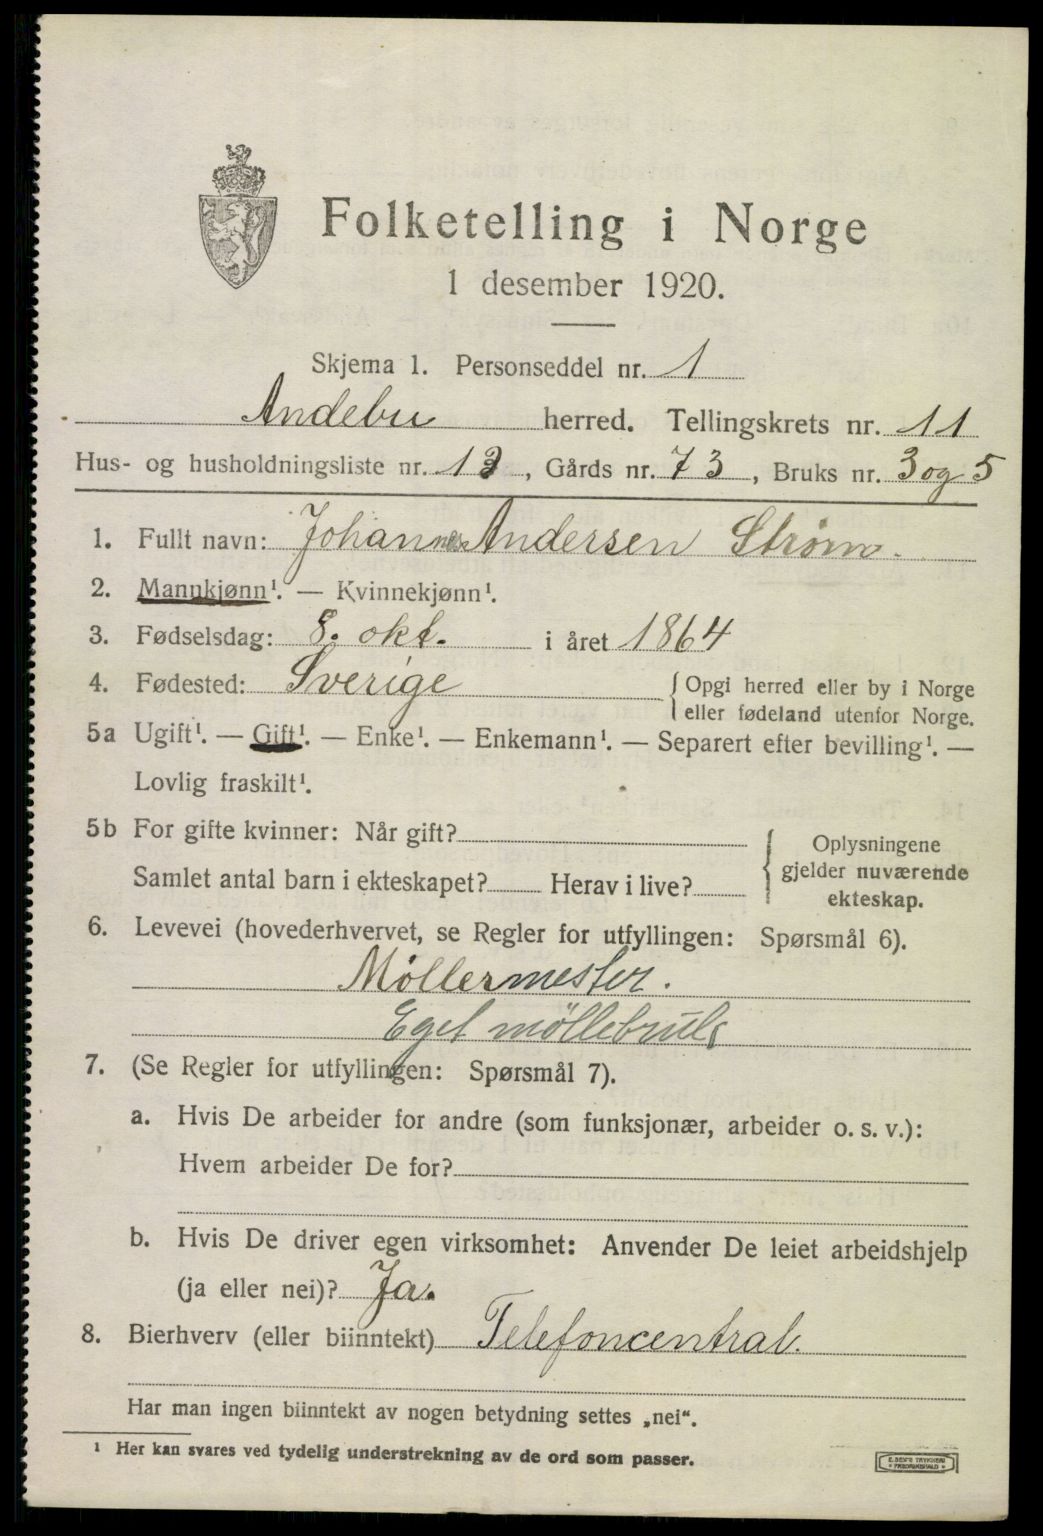 Folketelling i Norge
1 desember 1920.
Skjema 1. Personseddel nr. 1
Andebu herred. Tellingskrets nr. 11
Hus- og husholdningsliste nr. 13, Gårds nr. 73, Bruks nr. 3 og 5
1. Fullt navn: Johannes Andersen Strøm.
2. Mannkjønn¹. — Kvinnekjønn¹.
3. Fødselsdag: 8. okt. i året 1864
4. Fødested: Sverige { Opgi herred eller by i Norge
eller fødeland utenfor Norge.
5a Ugift¹. — Gift¹. — Enke¹. — Enkemann¹. — Separert efter bevilling¹. —
Lovlig fraskilt¹.
5b For gifte kvinner: Når gift?
Samlet antal barn i ekteskapet? Herav i live?
{ Oplysningene
gjelder nuværende
ekteskap.
6. Levevei (hovederhvervet, se Regler for utfyllingen: Spørsmål 6).
Møllermester.
Eget möllebruk
7. (Se Regler for utfyllingen: Spørsmål 7).
a. Hvis De arbeider for andre (som funksjonær, arbeider o. s. v.):
Hvem arbeider De for?
b. Hvis De driver egen virksomhet: Anvender De leiet arbeidshjelp
(ja eller nei)? Ja.
8. Bierhverv (eller biinntekt) Telefoncentral.
Har man ingen biinntekt av nogen betydning settes „nei“.
¹ Her kan svares ved tydelig understrekning av de ord som passer.